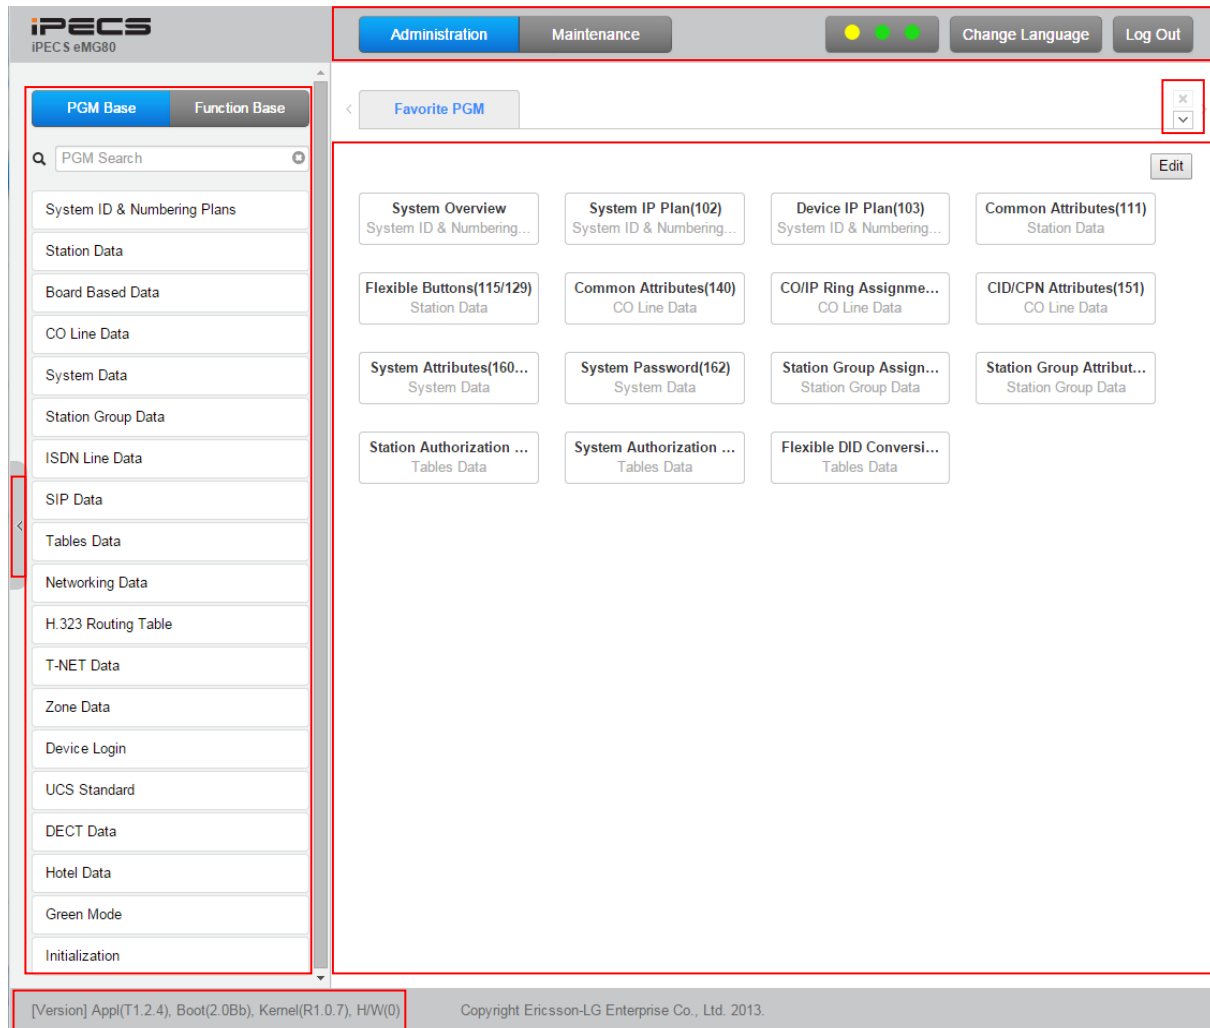 iPECS
iPECS eMG80
Administration
Maintenance
Change Language
Log Out
PGM Base
Function Base
PGM Search
System ID & Numbering Plans
Station Data
Board Based Data
CO Line Data
System Data
Station Group Data
ISDN Line Data
SIP Data
Tables Data
Networking Data
H.323 Routing Table
T-NET Data
Zone Data
Device Login
UCS Standard
DECT Data
Hotel Data
Green Mode
Initialization
Favorite PGM
Edit
System Overview
System ID & Numbering...
System IP Plan(102)
System ID & Numbering...
Device IP Plan(103)
System ID & Numbering...
Common Attributes(111)
Station Data
Flexible Buttons(115/129)
Station Data
Common Attributes(140)
CO Line Data
CO/IP Ring Assignme...
CO Line Data
CID/CPN Attributes(151)
CO Line Data
System Attributes(160...
System Data
System Password(162)
System Data
Station Group Assign...
Station Group Data
Station Group Attribut...
Station Group Data
Station Authorization ...
Tables Data
System Authorization ...
Tables Data
Flexible DID Conversi...
Tables Data
[Version] Appl(T1.2.4), Boot(2.0Bb), Kernel(R1.0.7), H/W(0)
Copyright Ericsson-LG Enterprise Co., Ltd. 2013.